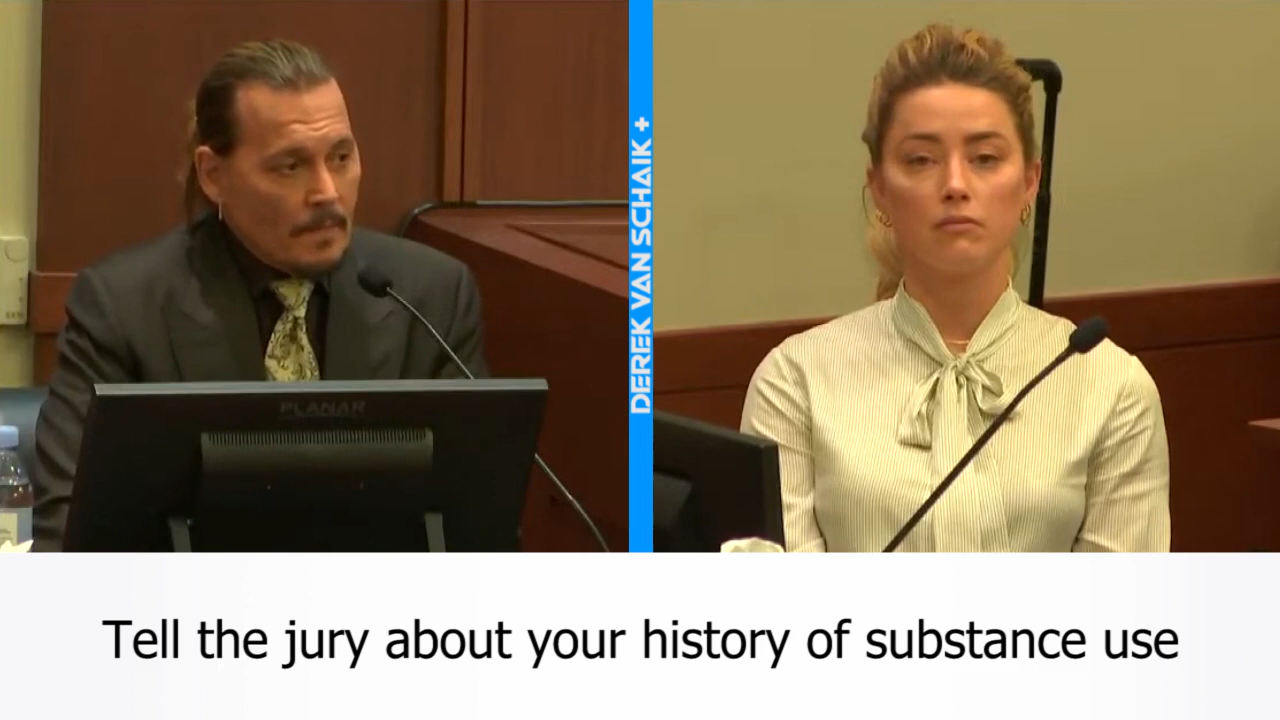 PLANAR
DEREK VAN SCHAIK +
Tell the jury about your history of substance use